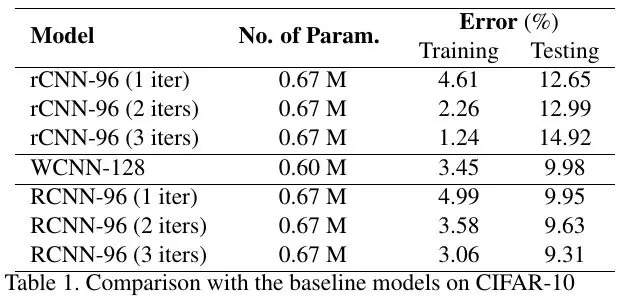 Model No. of Param. Error (%)
Training Testing
rCNN-96 (1 iter) 0.67 M 4.61 12.65
rCNN-96 (2 iters) 0.67 M 2.26 12.99
rCNN-96 (3 iters) 0.67 M 1.24 14.92
WCNN-128 0.60 M 3.45 9.98
RCNN-96 (1 iter) 0.67 M 4.99 9.95
RCNN-96 (2 iters) 0.67 M 3.58 9.63
RCNN-96 (3 iters) 0.67 M 3.06 9.31
Table 1. Comparison with the baseline models on CIFAR-10